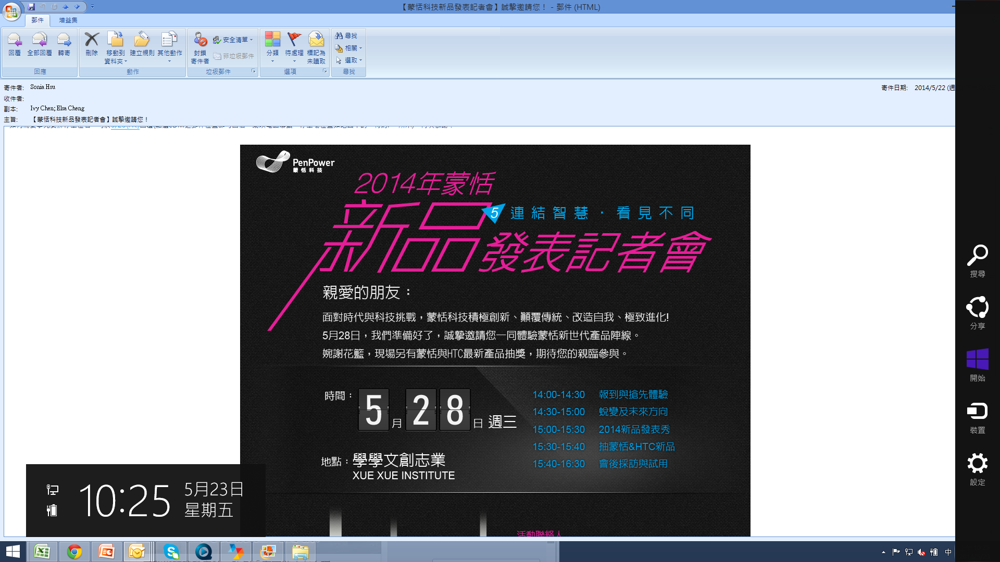 【蒙恬科技新品發表記者會】誠摯邀請您！ - 郵件 (HTML)
郵件 增益集
回覆 全部回覆 轉寄
回應
刪除 移動到資料夾 建立規則 其他動作
動作
封鎖寄件者 安全清單 非垃圾郵件
垃圾郵件
分類 待處理 標記為未讀取
選項
尋找
相關
選取
尋找
寄件者: Sonia Hsu
寄件日期: 2014/5/22 (週
收件者:
副本: Ivy Chen; Elsa Cheng
主旨: 【蒙恬科技新品發表記者會】誠摯邀請您！
PenPower
蒙恬科技
2014年蒙恬
新品發表記者會
5 連結智慧．看見不同
親愛的朋友：
面對時代與科技挑戰，蒙恬科技積極創新、顛覆傳統、改造自我、極致進化!
5月28日，我們準備好了，誠摯邀請您一同體驗蒙恬新世代產品陣線。
婉謝花籃，現場另有蒙恬與HTC最新產品抽獎，期待您的親臨參與。
時間：5月28日 週三
14:00-14:30 報到與搶先體驗
14:30-15:00 蛻變及未來方向
15:00-15:30 2014新品發表秀
15:30-15:40 抽蒙恬&HTC新品
15:40-16:30 會後採訪與試用
地點：學學文創志業
XUE XUE INSTITUTE
活動聯絡人
搜尋
分享
開始
裝置
設定
10:25 5月23日
星期五
中